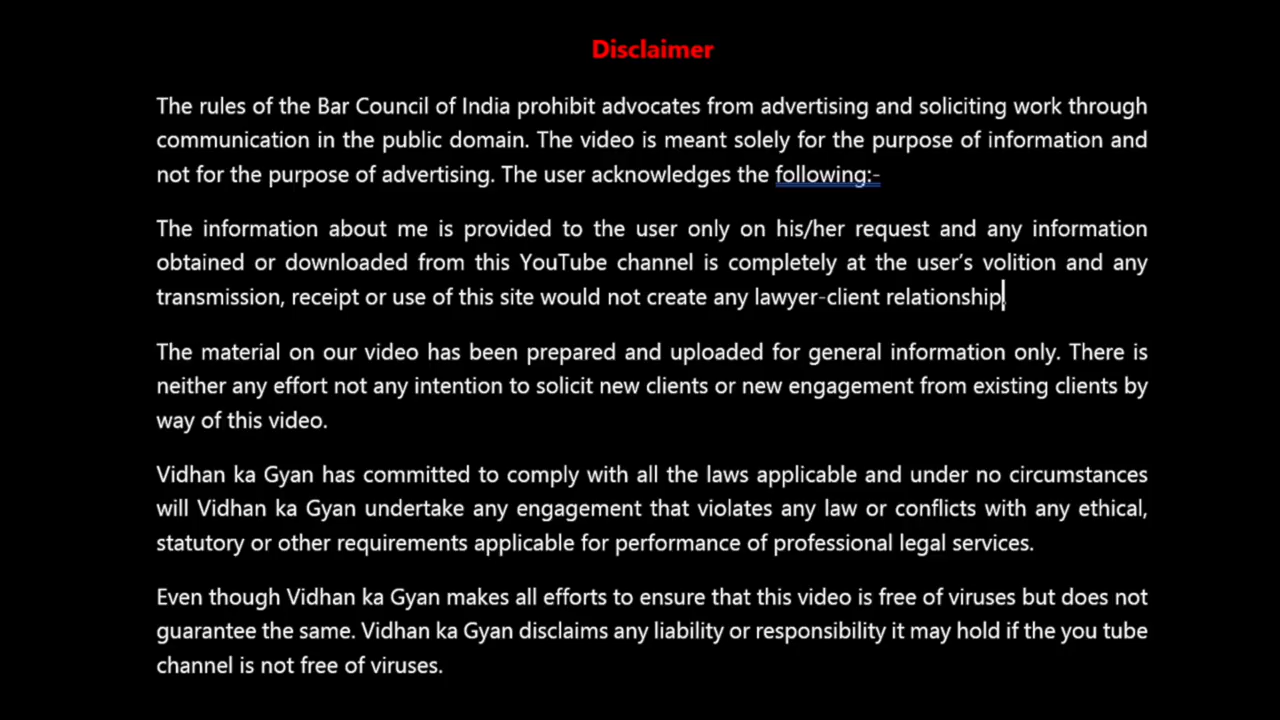 Disclaimer
The rules of the Bar Council of India prohibit advocates from advertising and soliciting work through
communication in the public domain. The video is meant solely for the purpose of information and
not for the purpose of advertising. The user acknowledges the following:-
The information about me is provided to the user only on his/her request and any information
obtained or downloaded from this YouTube channel is completely at the user’s volition and any
transmission, receipt or use of this site would not create any lawyer-client relationship
The material on our video has been prepared and uploaded for general information only. There is
neither any effort not any intention to solicit new clients or new engagement from existing clients by
way of this video.
Vidhan ka Gyan has committed to comply with all the laws applicable and under no circumstances
will Vidhan ka Gyan undertake any engagement that violates any law or conflicts with any ethical,
statutory or other requirements applicable for performance of professional legal services.
Even though Vidhan ka Gyan makes all efforts to ensure that this video is free of viruses but does not
guarantee the same. Vidhan ka Gyan disclaims any liability or responsibility it may hold if the you tube
channel is not free of viruses.